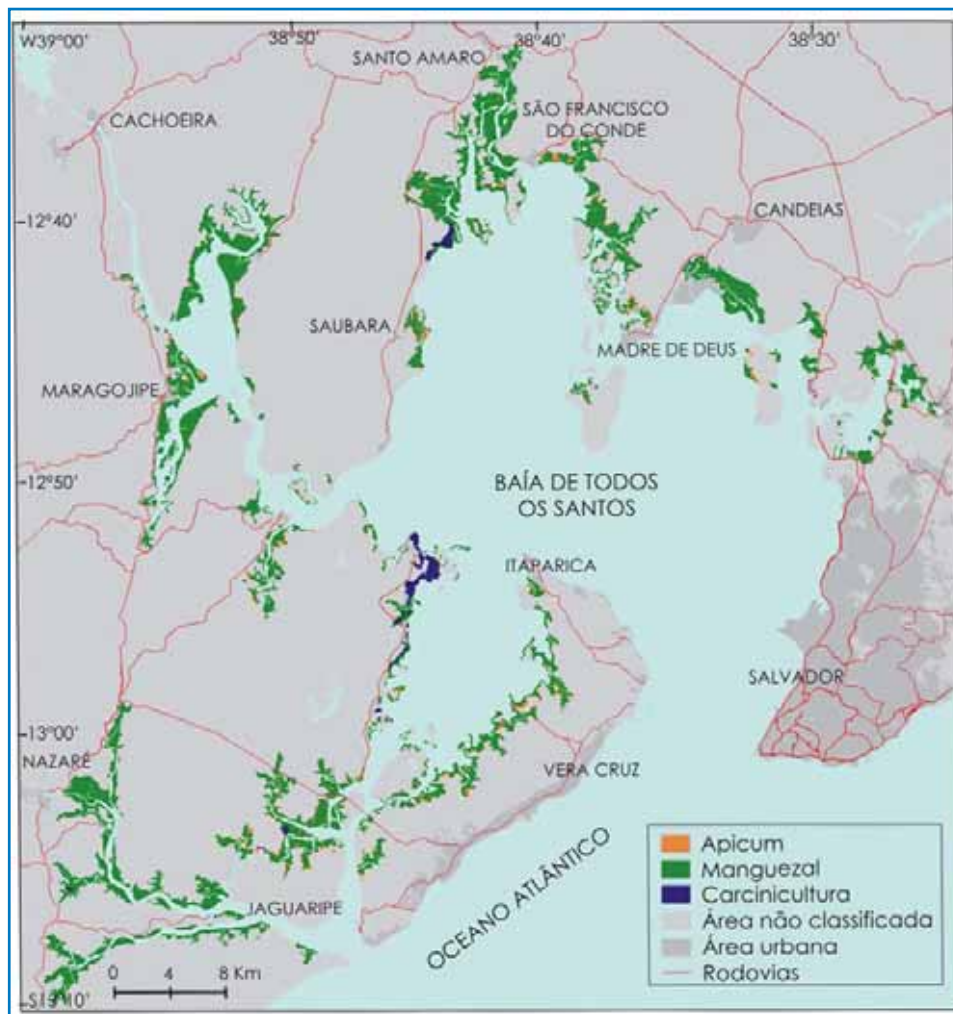 W39°00'
38°50'
38°40'
38°30'
SANTO AMARO
CACHOEIRA
SÃO FRANCISCO
DO CONDE
12°40'
CANDEIAS
SAUBARA
MADRE DE DEUS
MARAGOJIPE
12°50'
BAÍA DE TODOS
OS SANTOS
ITAPARICA
SALVADOR
13°00'
NAZARÉ
VERA CRUZ
OCEANO ATLÂNTICO
JAGUARIPE
Apicum
Manguezal
Carcinicultura
Área não classificada
Área urbana
Rodovias
0 4 8 Km
S13°10'